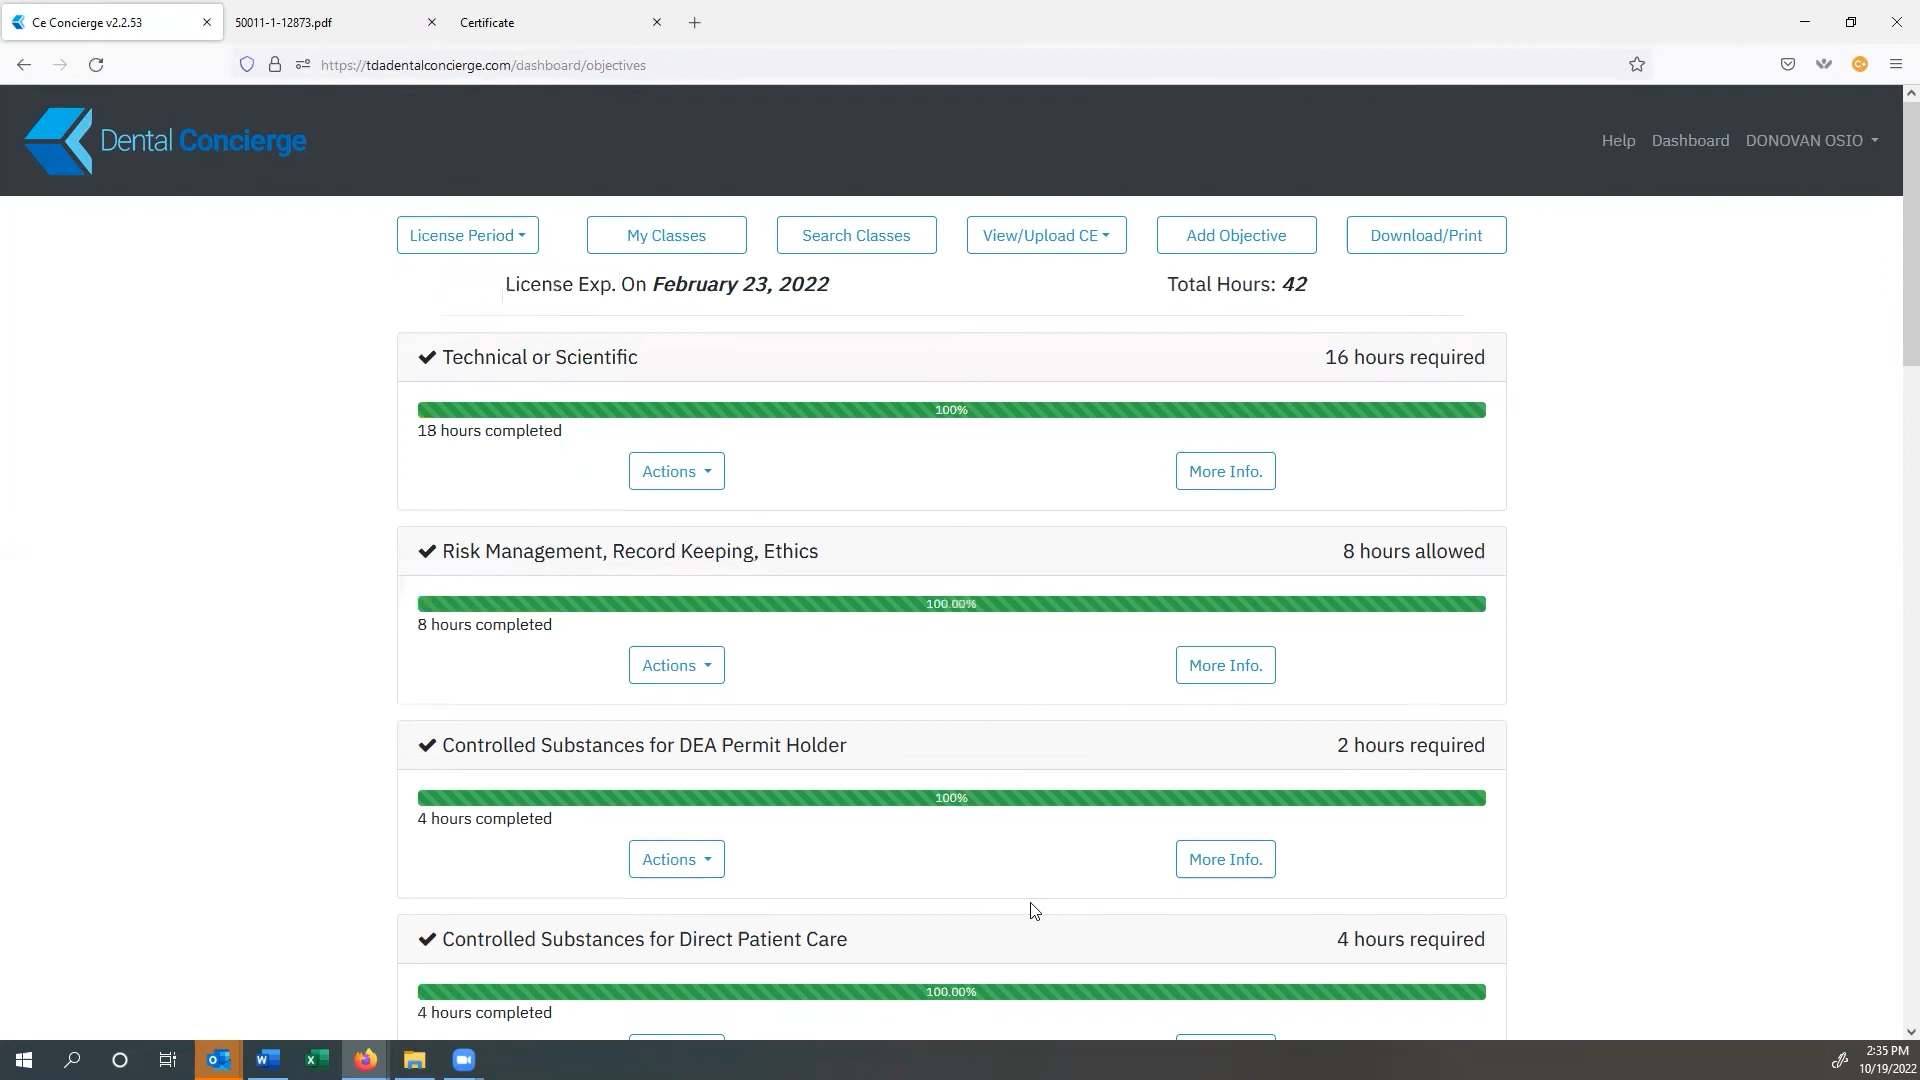 Ce Concierge v2.2.53
50011-1-12873.pdf
Certificate
https://tdadentalconcierge.com/dashboard/objectives
Dental Concierge
Help
Dashboard
DONOVAN OSIO
License Period
My Classes
Search Classes
View/Upload CE
Add Objective
Download/Print
License Exp. On February 23, 2022
Total Hours: 42
Technical or Scientific
16 hours required
100%
18 hours completed
Actions
More Info.
Risk Management, Record Keeping, Ethics
8 hours allowed
100.00%
8 hours completed
Actions
More Info.
Controlled Substances for DEA Permit Holder
2 hours required
100%
4 hours completed
Actions
More Info.
Controlled Substances for Direct Patient Care
4 hours required
100.00%
4 hours completed
2:35 PM
10/19/2022